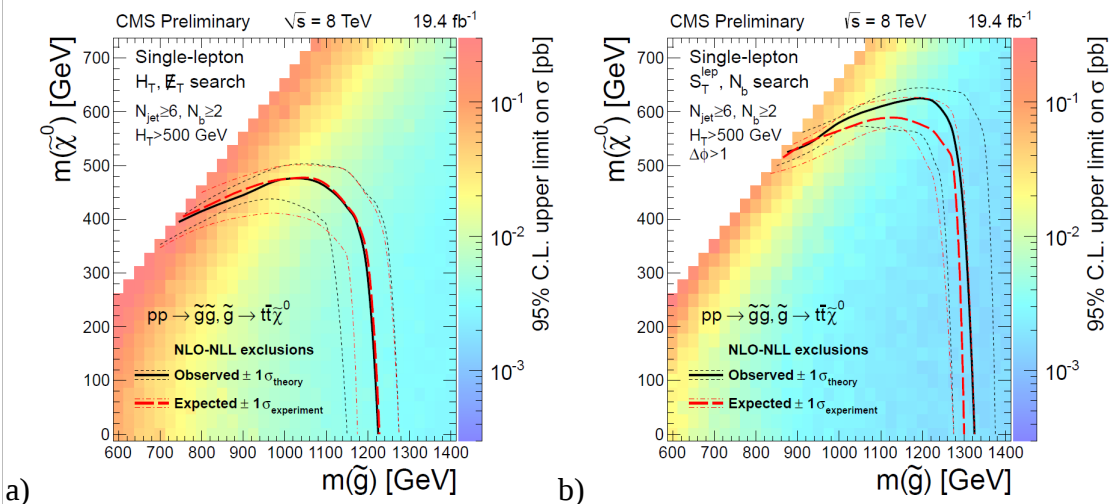 CMS Preliminary √s = 8 TeV 19.4 fb⁻¹
Single-lepton
H_T, E̸_T search
N_jet≥6, N_b≥2
H_T>500 GeV
pp → g̃g̃, g̃ → tt̄χ̃⁰
NLO-NLL exclusions
Observed ± 1σ_theory
Expected ± 1σ_experiment
m(χ̃⁰) [GeV]
700
600
500
400
300
200
100
0
600 700 800 900 1000 1100 1200 1300 1400
m(g̃) [GeV]
10⁻¹
10⁻²
10⁻³
95% C.L. upper limit on σ [pb]
a)
CMS Preliminary √s = 8 TeV 19.4 fb⁻¹
Single-lepton
S_T^lep, N_b search
N_jet≥6, N_b≥2
H_T>500 GeV
Δϕ>1
pp → g̃g̃, g̃ → tt̄χ̃⁰
NLO-NLL exclusions
Observed ± 1σ_theory
Expected ± 1σ_experiment
m(χ̃⁰) [GeV]
700
600
500
400
300
200
100
0
600 700 800 900 1000 1100 1200 1300 1400
m(g̃) [GeV]
10⁻¹
10⁻²
10⁻³
95% C.L. upper limit on σ [pb]
b)